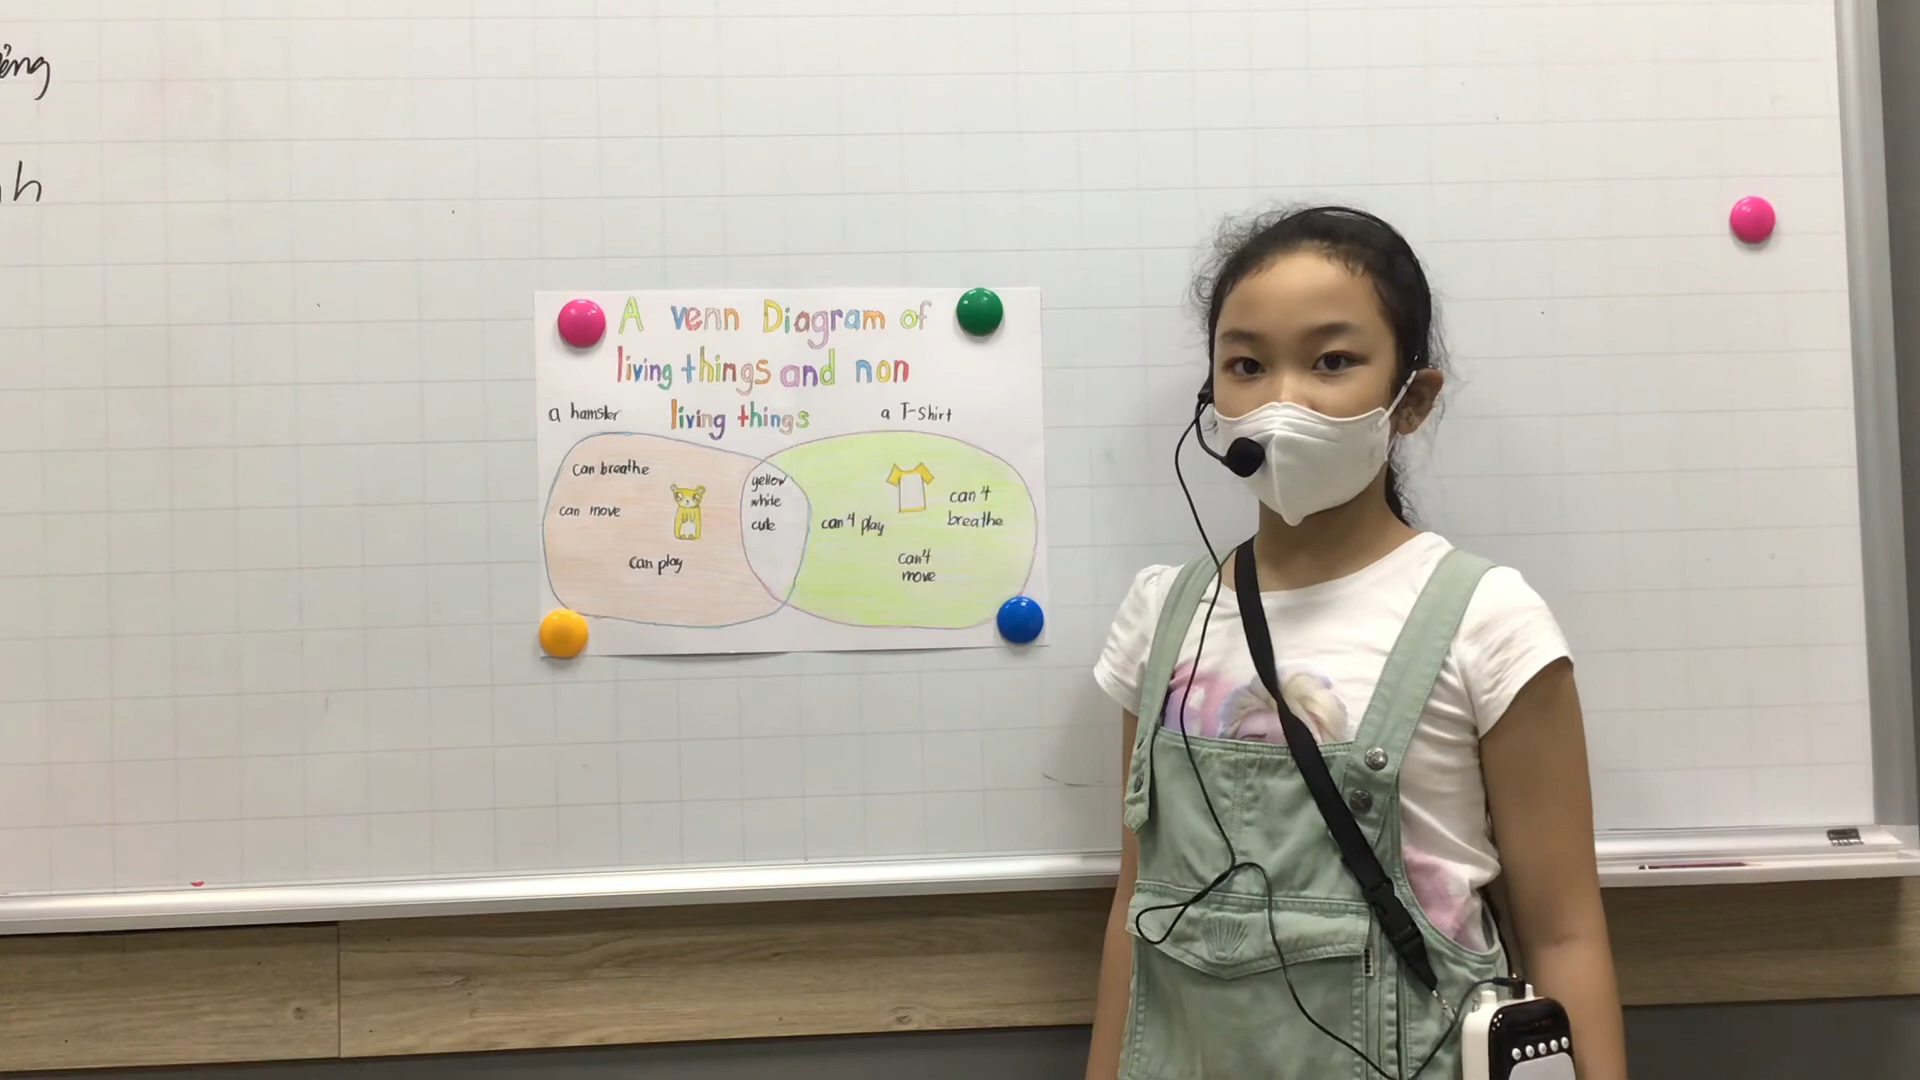 A venn Diagram of
living things and non
living things
a hamster
a T-shirt
can breathe
can move
can play
yellow
white
cute
can't play
can't
breathe
can't
move